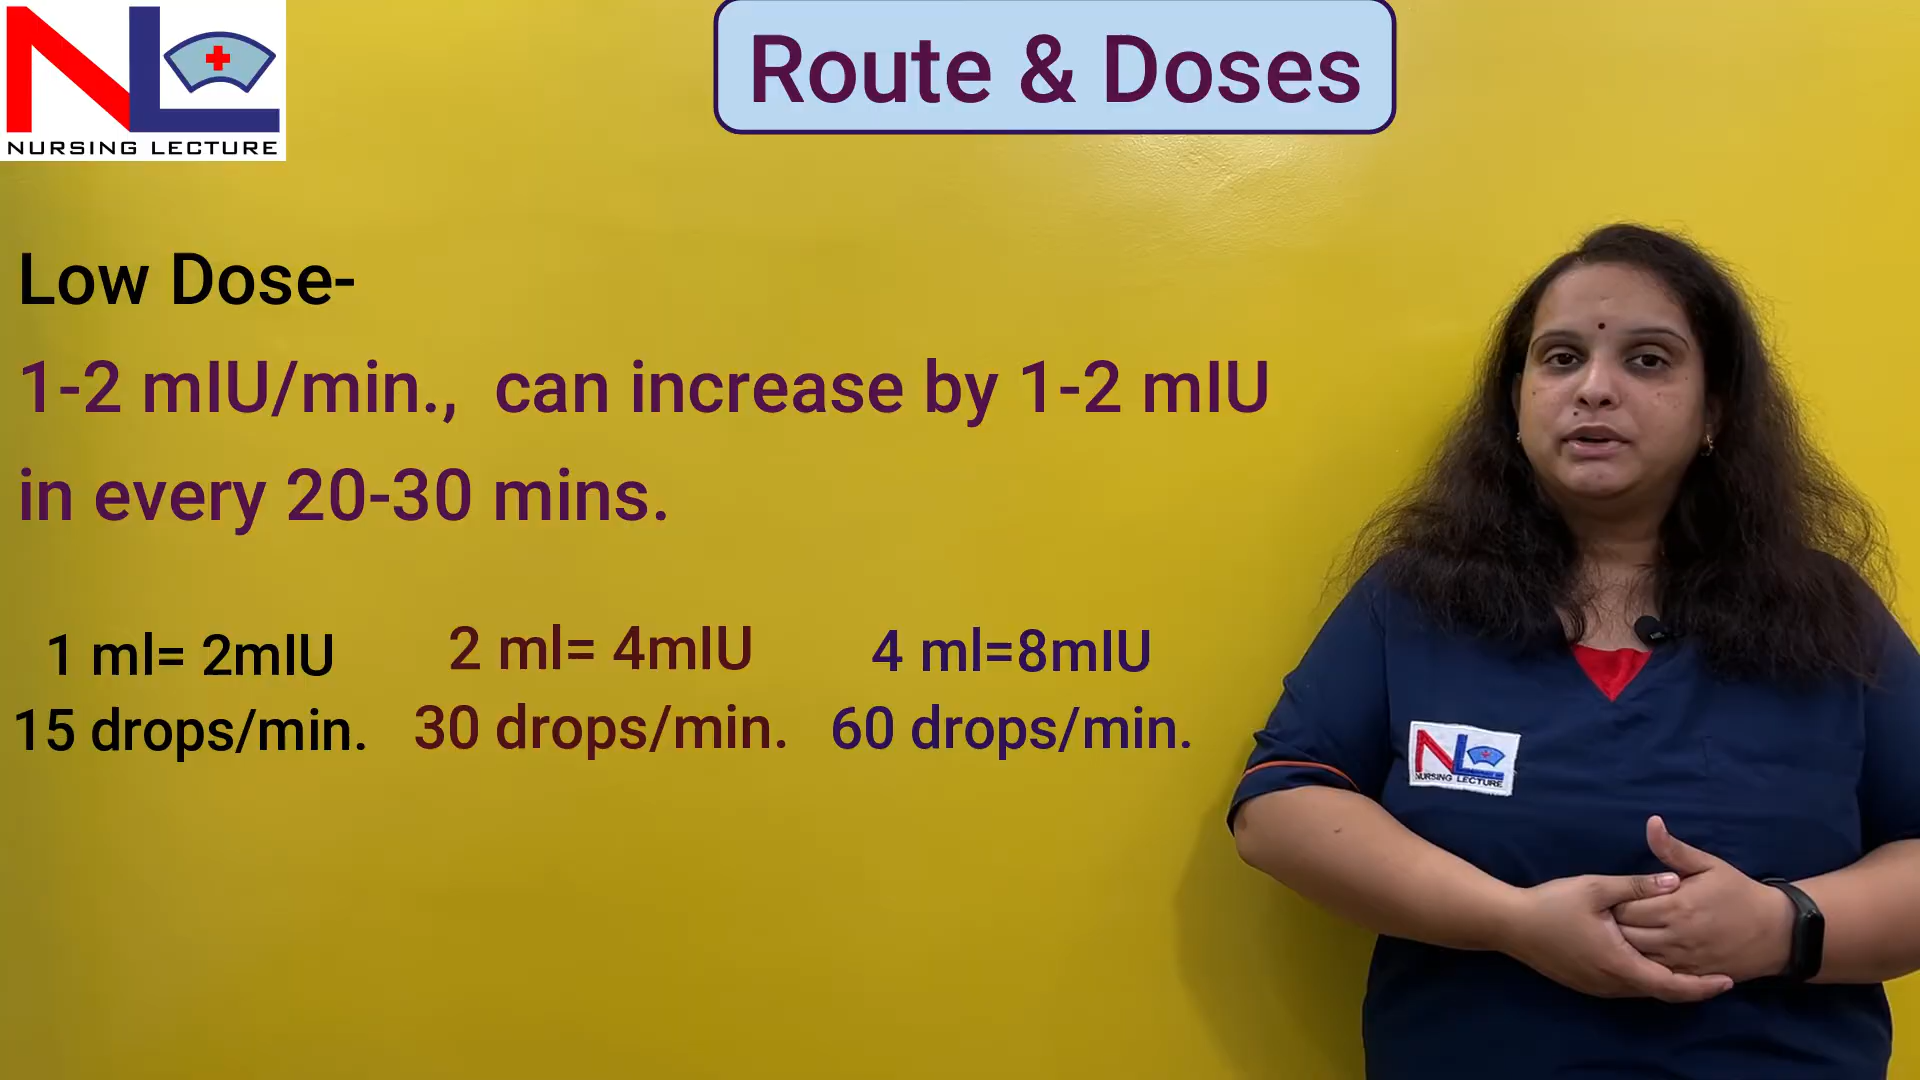 NL
NURSING LECTURE
Route & Doses
Low Dose-
1-2 mIU/min., can increase by 1-2 mIU
in every 20-30 mins.
1 ml= 2mIU
15 drops/min.
2 ml= 4mIU
30 drops/min.
4 ml=8mIU
60 drops/min.
NL
NURSING LECTURE